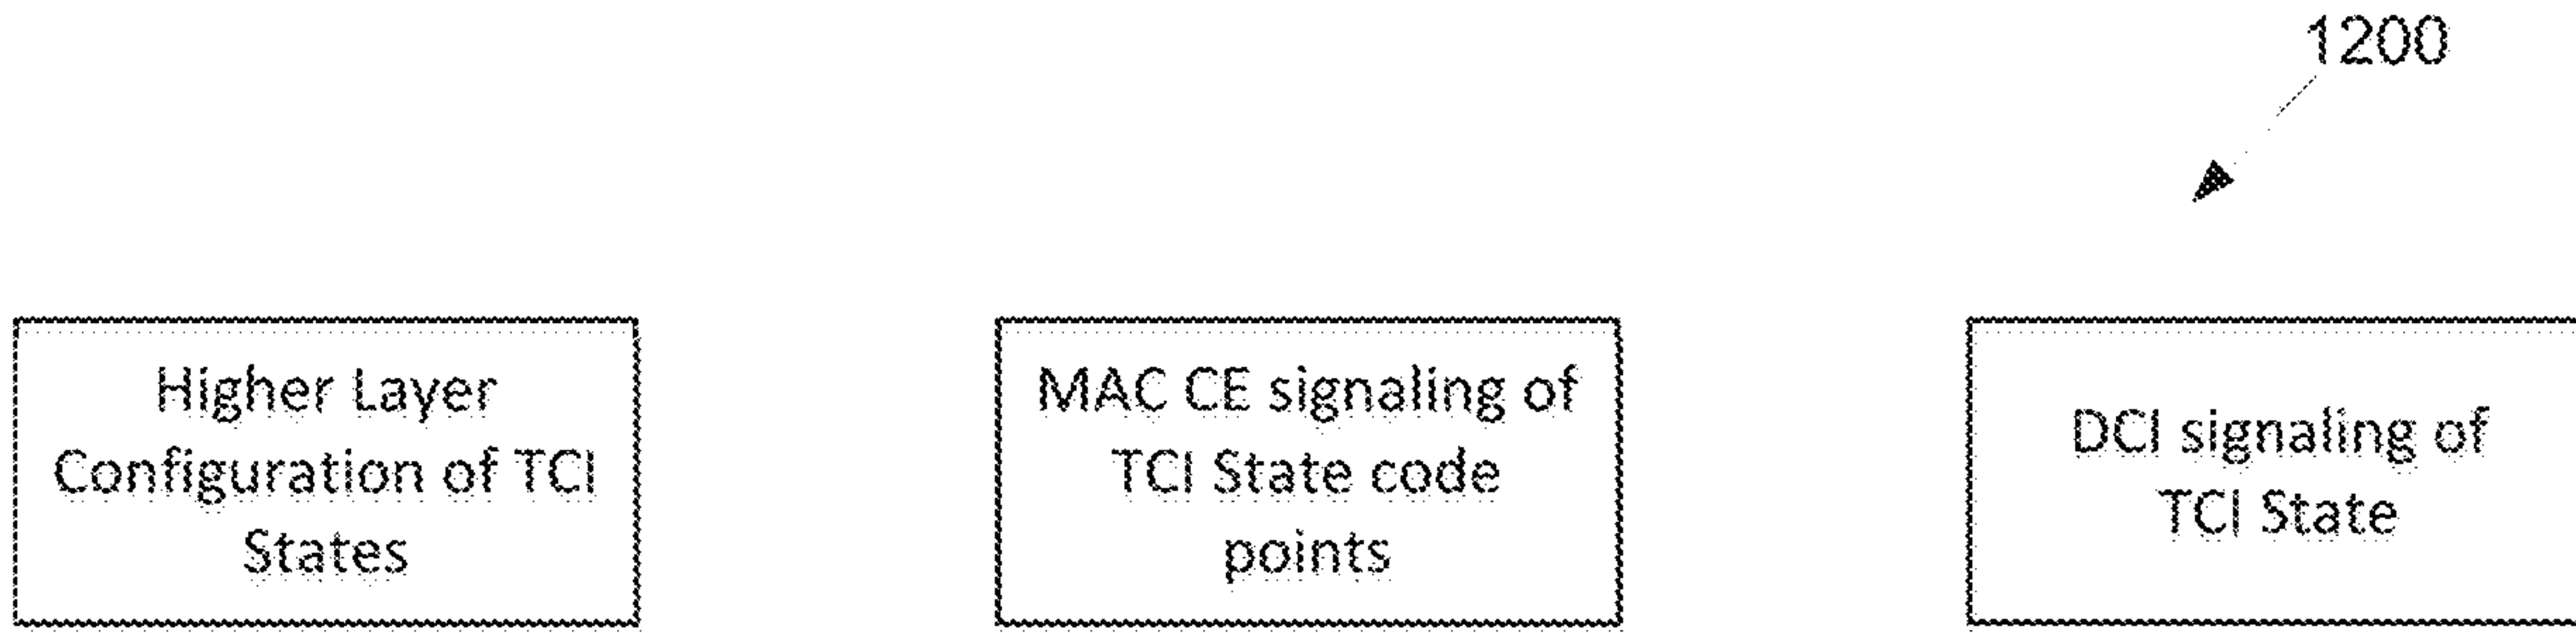 1200
Higher Layer
Configuration of TCI
States
MAC CE signaling of
TCI State code
points
DCI signaling of
TCI State